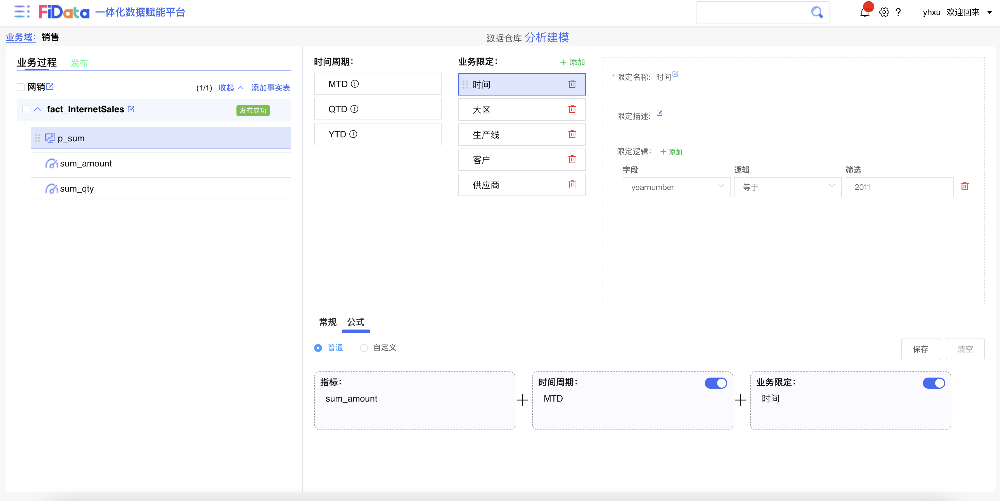 FiData 一体化数据赋能平台
yhxu 欢迎回来
业务域： 销售
数据仓库 分析建模
业务过程 发布
网销 (1/1) 收起 添加事实表
fact_InternetSales 发布成功
p_sum
sum_amount
sum_qty
时间周期：
MTD
QTD
YTD
业务限定： + 添加
时间
大区
生产线
客户
供应商
* 限定名称： 时间
限定描述：
限定逻辑： + 添加
字段 逻辑 筛选
yearnumber 等于 2011
常规 公式
普通 自定义
保存 清空
指标：
sum_amount
+
时间周期：
MTD
+
业务限定：
时间